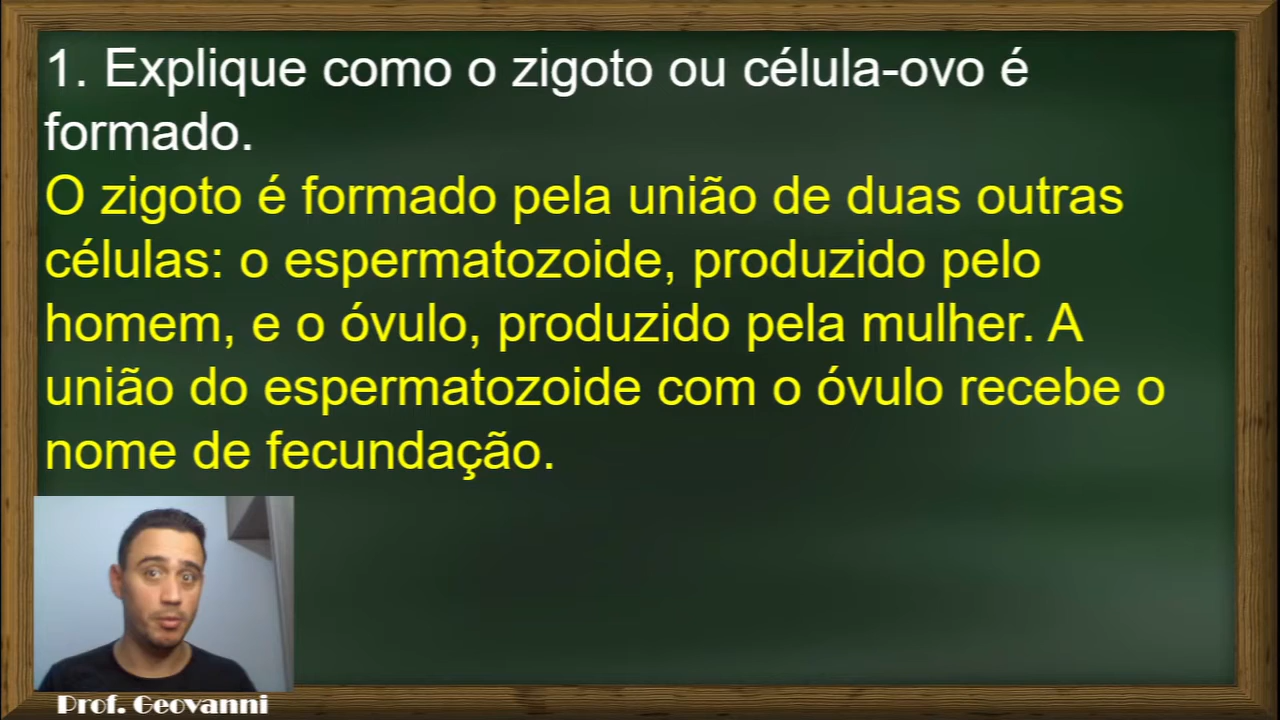 1. Explique como o zigoto ou célula-ovo é
formado.
O zigoto é formado pela união de duas outras
células: o espermatozoide, produzido pelo
homem, e o óvulo, produzido pela mulher. A
união do espermatozoide com o óvulo recebe o
nome de fecundação.
Prof. Geovanni